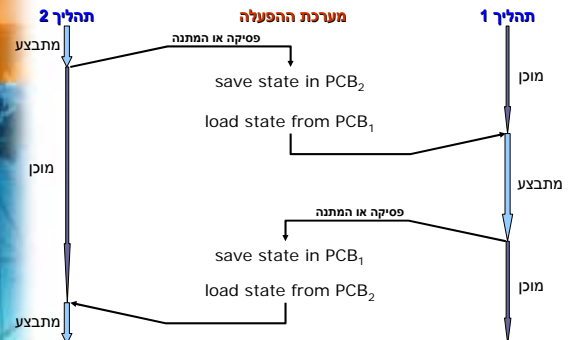 תהליך 1 מערכת ההפעלה תהליך 2
פסיקה או המתנה
מתבצע
מוכן
save state in PCB₂
load state from PCB₁
מוכן
מתבצע
פסיקה או המתנה
save state in PCB₁
load state from PCB₂
מוכן
מתבצע